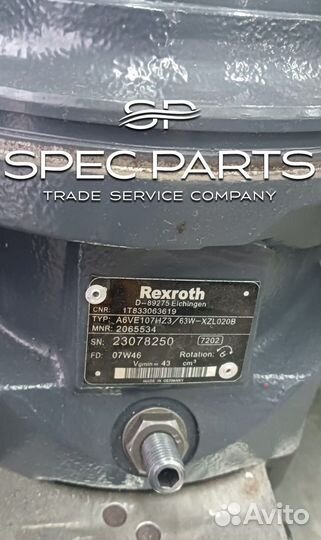 SP
SPEC PARTS
TRADE SERVICE COMPANY
Rexroth
D-89275 Elchingen
CNR: 1T833063619
TYP: A6VE107HZ3/63W-XZL020B
MNR: 2065534
SN: 23078250 7202
FD: 07W46 Rotation:
Vgmin= 43 cm³
MADE IN GERMANY
Avito